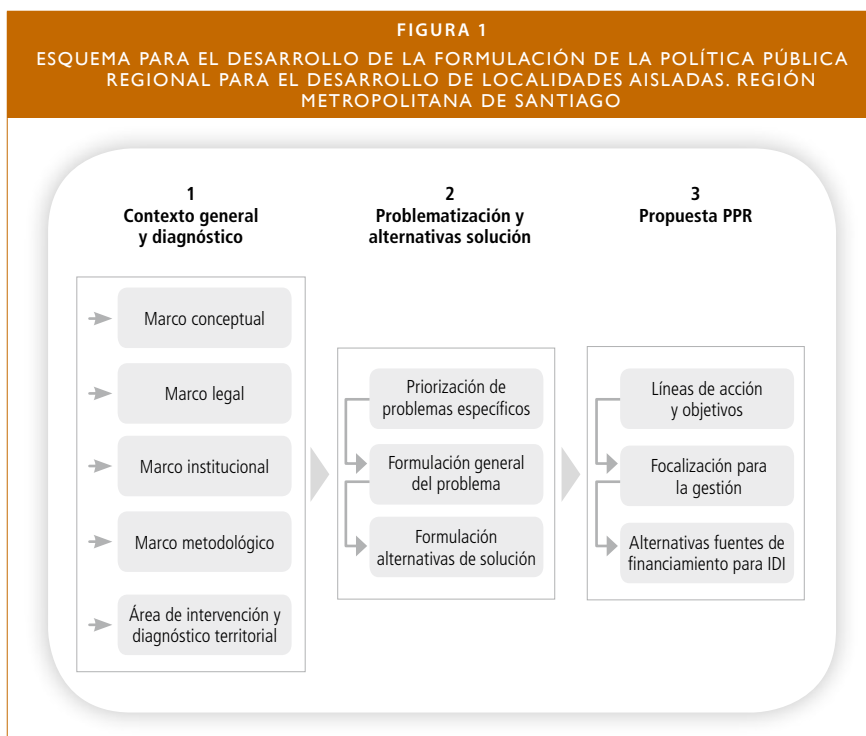 FIGURA 1
ESQUEMA PARA EL DESARROLLO DE LA FORMULACIÓN DE LA POLÍTICA PÚBLICA
REGIONAL PARA EL DESARROLLO DE LOCALIDADES AISLADAS. REGIÓN
METROPOLITANA DE SANTIAGO
1
Contexto general
y diagnóstico
Marco conceptual
Marco legal
Marco institucional
Marco metodológico
Área de intervención y
diagnóstico territorial
2
Problematización y
alternativas solución
Priorización de
problemas específicos
Formulación general
del problema
Formulación
alternativas de solución
3
Propuesta PPR
Líneas de acción
y objetivos
Focalización para
la gestión
Alternativas fuentes de
financiamiento para IDI